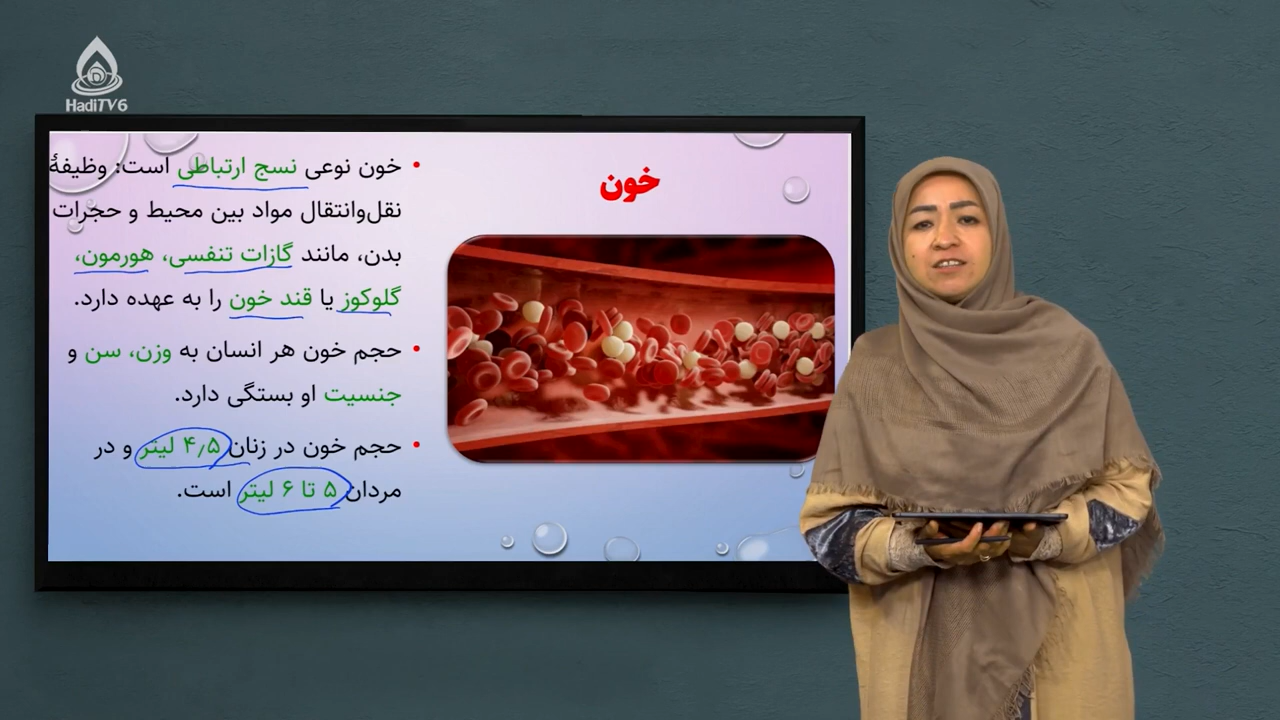 HadiTV6
خون
خون نوعی نسج ارتباطی است: وظیفهٔ
نقل‌وانتقال مواد بین محیط و حجرات
بدن، مانند گازات تنفسی، هورمون،
گلوکوز یا قند خون را به عهده دارد.
حجم خون هر انسان به وزن، سن و
جنسیت او بستگی دارد.
حجم خون در زنان ۴٫۵ لیتر و در
مردان ۵ تا ۶ لیتر است.